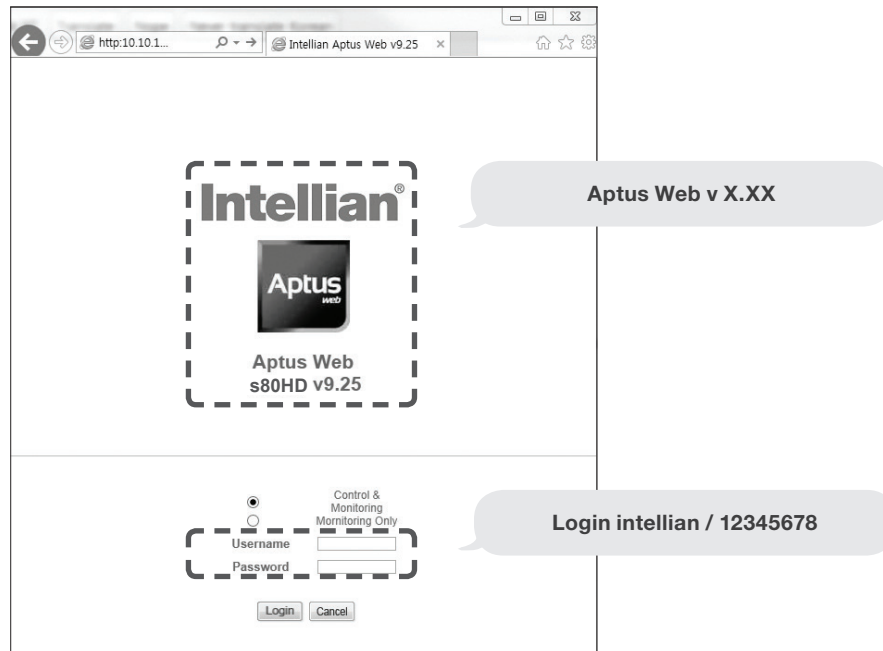 http:10.10.1...
Intellian Aptus Web v9.25
Intellian®
Aptus
web
Aptus Web
s80HD v9.25
Aptus Web v X.XX
Control &
Monitoring
Mornitoring Only
Username
Password
Login intellian / 12345678
Login Cancel